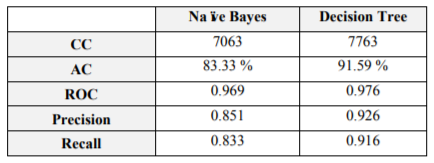 Naïve Bayes Decision Tree
CC 7063 7763
AC 83.33 % 91.59 %
ROC 0.969 0.976
Precision 0.851 0.926
Recall 0.833 0.916